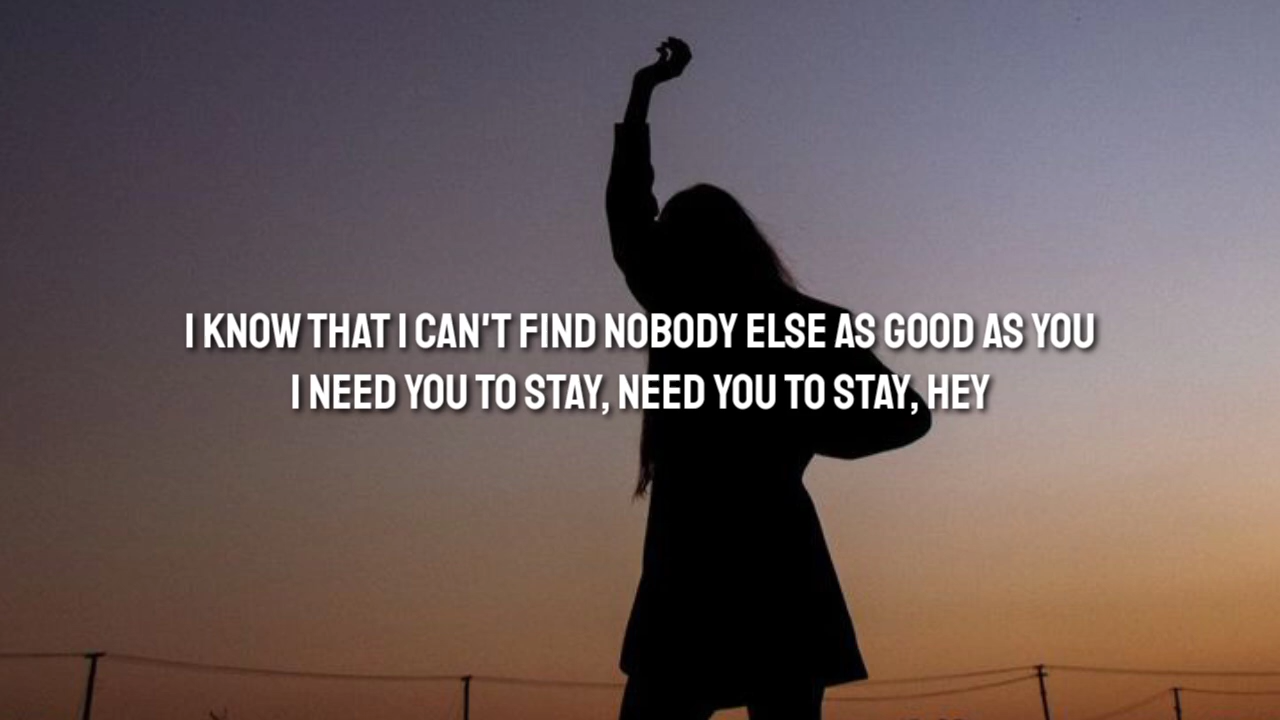 I KNOW THAT I CAN'T FIND NOBODY ELSE AS GOOD AS YOU
I NEED YOU TO STAY, NEED YOU TO STAY, HEY